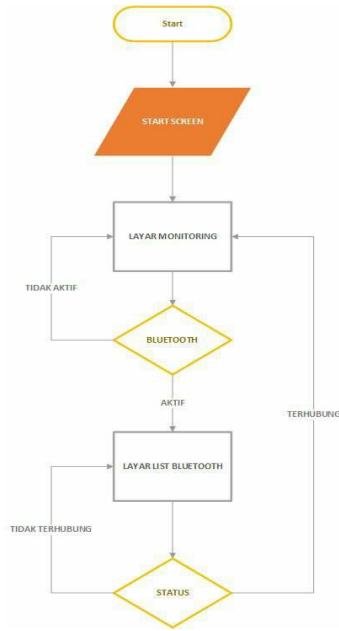 Start
START SCREEN
LAYAR MONITORING
TIDAK AKTIF
BLUETOOTH
AKTIF
TERHUBUNG
LAYAR LIST BLUETOOTH
TIDAK TERHUBUNG
STATUS